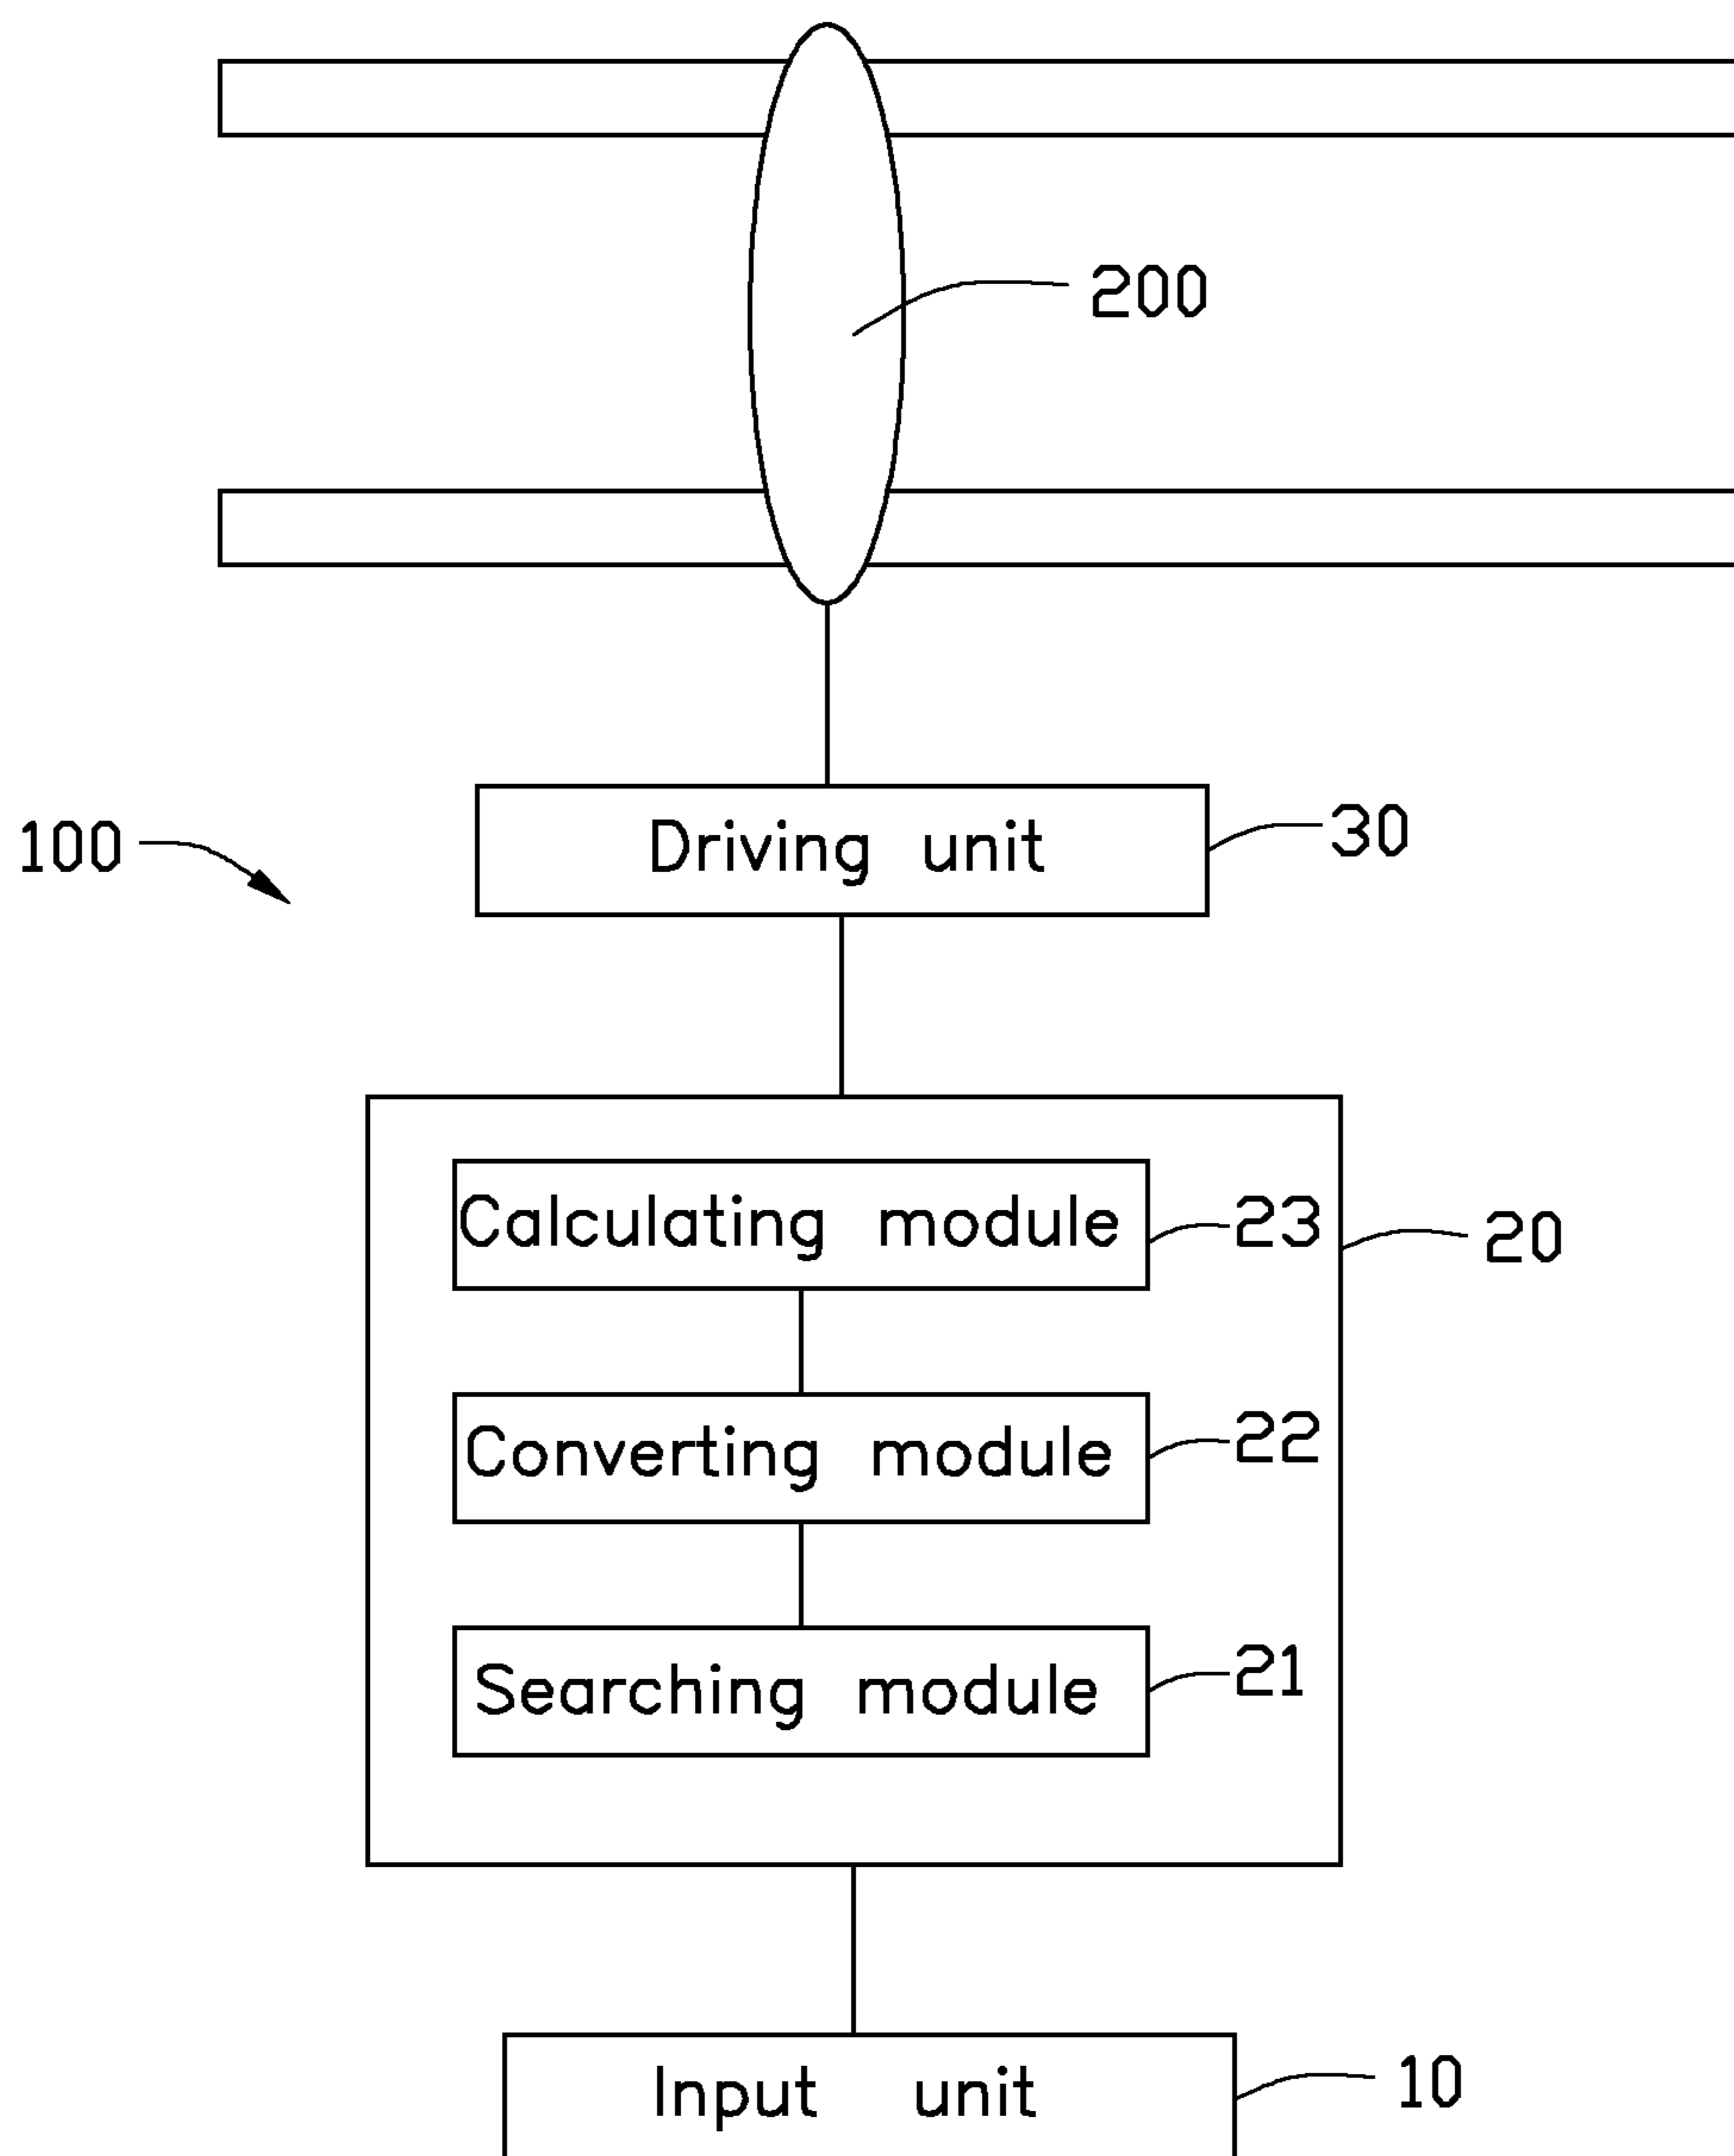 200
Driving unit
30
100
Calculating module
23
20
Converting module
22
Searching module
21
Input unit
10